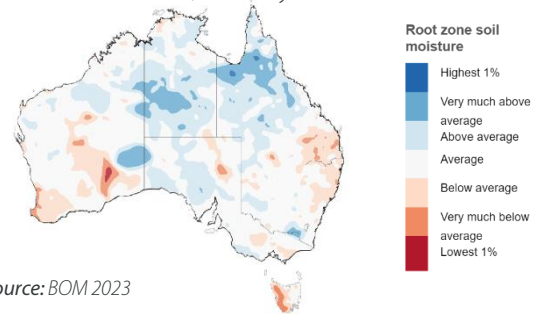 Root zone soil
moisture
Highest 1%
Very much above
average
Above average
Average
Below average
Very much below
average
Lowest 1%
ource: BOM 2023